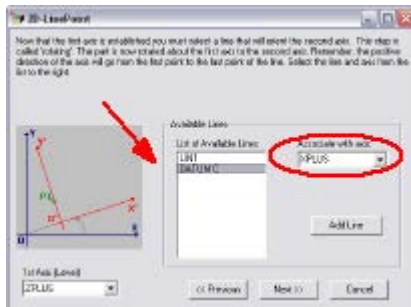 Now that the first axis is established you must select a line that will orient the second axis. This step is
called 'rotating'. The part is now rotated about the first axis to the second axis. Remember, the positive
direction of the axis will go from the first point to the last point of the line. Select the line and axis from the
list to the right.
Available Lines
List of Available Lines:
Associate with axis:
LIN1
XPLUS
Add Line
Y
Y'
X'
X
1st Axis (Level)
ZPLUS
<< Previous
Next >>
Cancel